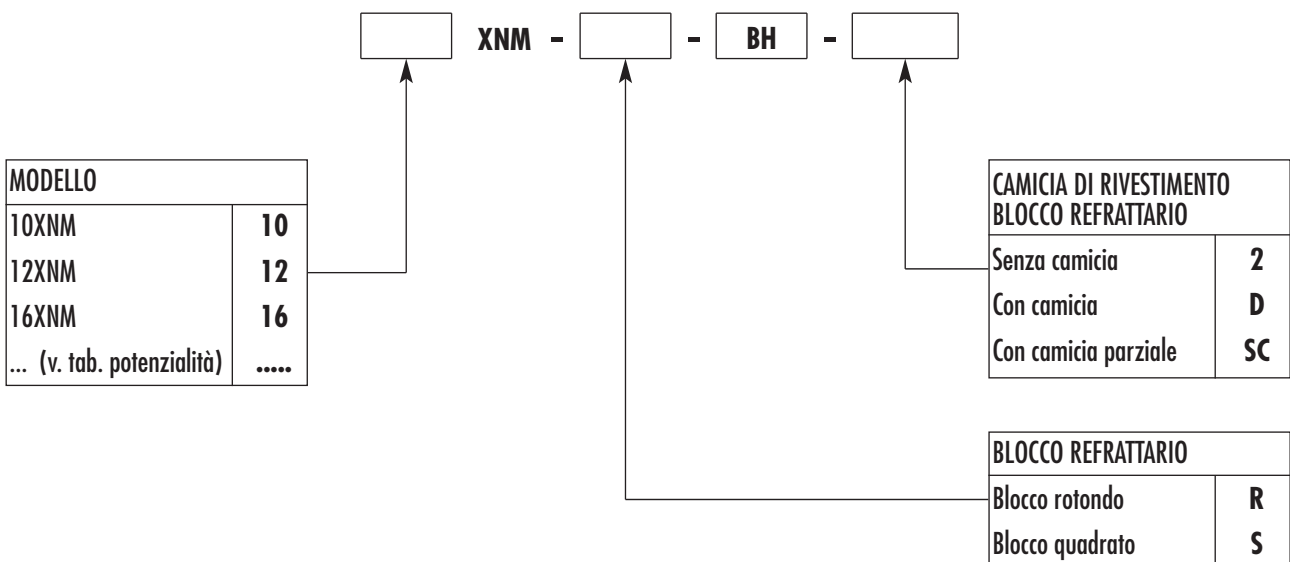 XNM - - BH -
MODELLO
10XNM 10
12XNM 12
16XNM 16
... (v. tab. potenzialità) .....
CAMICIA DI RIVESTIMENTO
BLOCCO REFRATTARIO
Senza camicia 2
Con camicia D
Con camicia parziale SC
BLOCCO REFRATTARIO
Blocco rotondo R
Blocco quadrato S